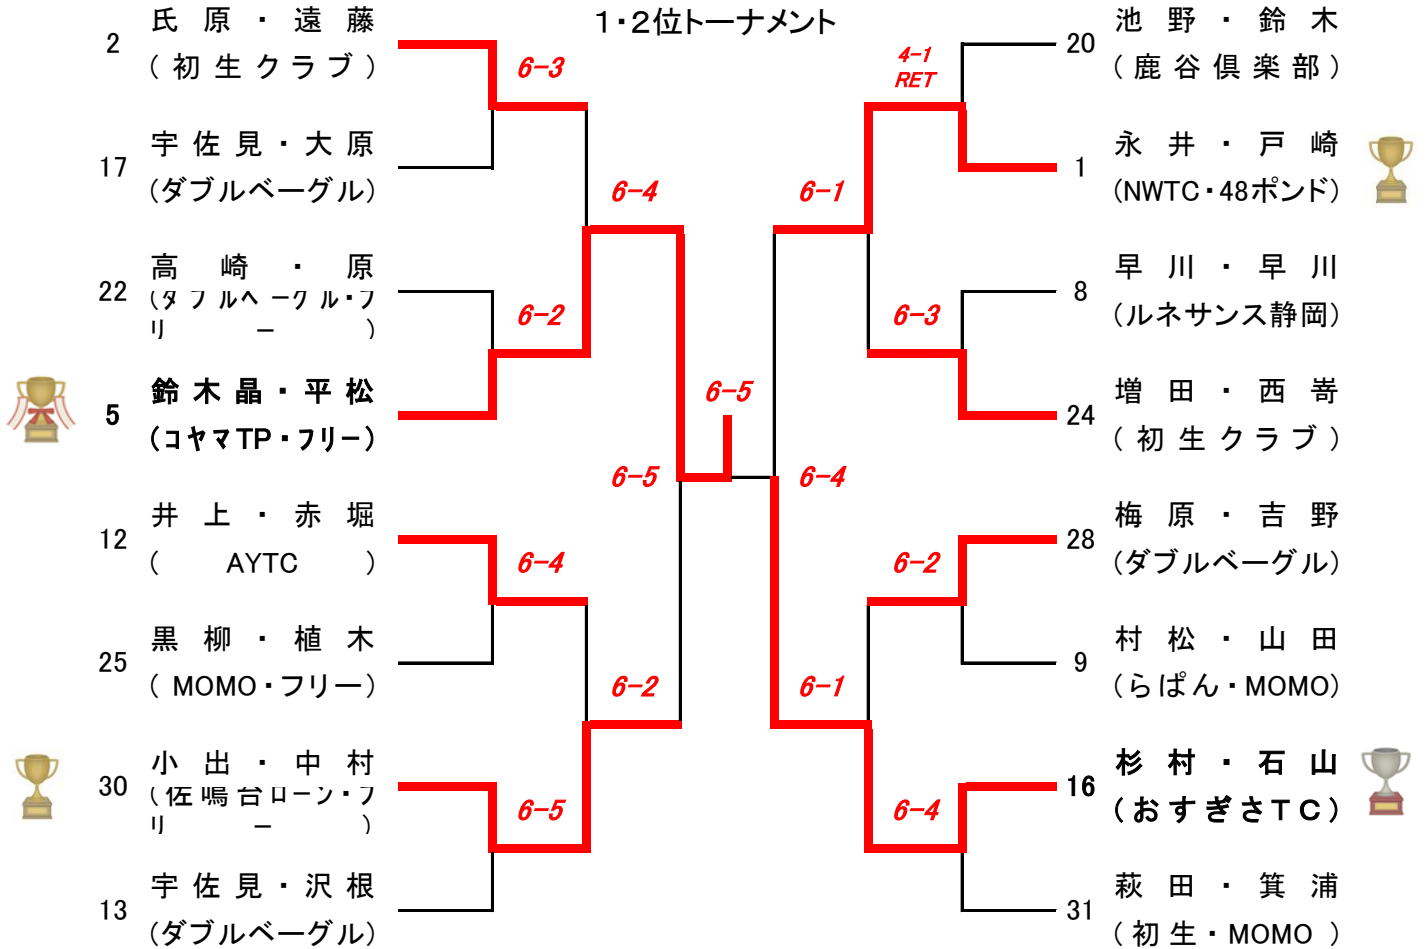 1・2位トーナメント
2
氏原・遠藤
(初生クラブ)
6-3
17
宇佐見・大原
(ダブルベーグル)
6-4
22
高崎・原
(ダブルベーグル・フ
リー)
6-2
5
鈴木晶・平松
(コヤマTP・フリー)
6-5
6-5
12
井上・赤堀
(AYTC)
6-4
25
黒柳・植木
(MOMO・フリー)
6-2
30
小出・中村
(佐鳴台ローン・フ
リー)
6-5
13
宇佐見・沢根
(ダブルベーグル)
4-1
RET
20
池野・鈴木
(鹿谷倶楽部)
6-1
1
永井・戸崎
(NWTC・48ポンド)
6-3
8
早川・早川
(ルネサンス静岡)
24
増田・西嵜
(初生クラブ)
6-4
6-2
28
梅原・吉野
(ダブルベーグル)
6-1
9
村松・山田
(らぱん・MOMO)
6-4
16
杉村・石山
(おすぎさTC)
31
萩田・箕浦
(初生・MOMO)